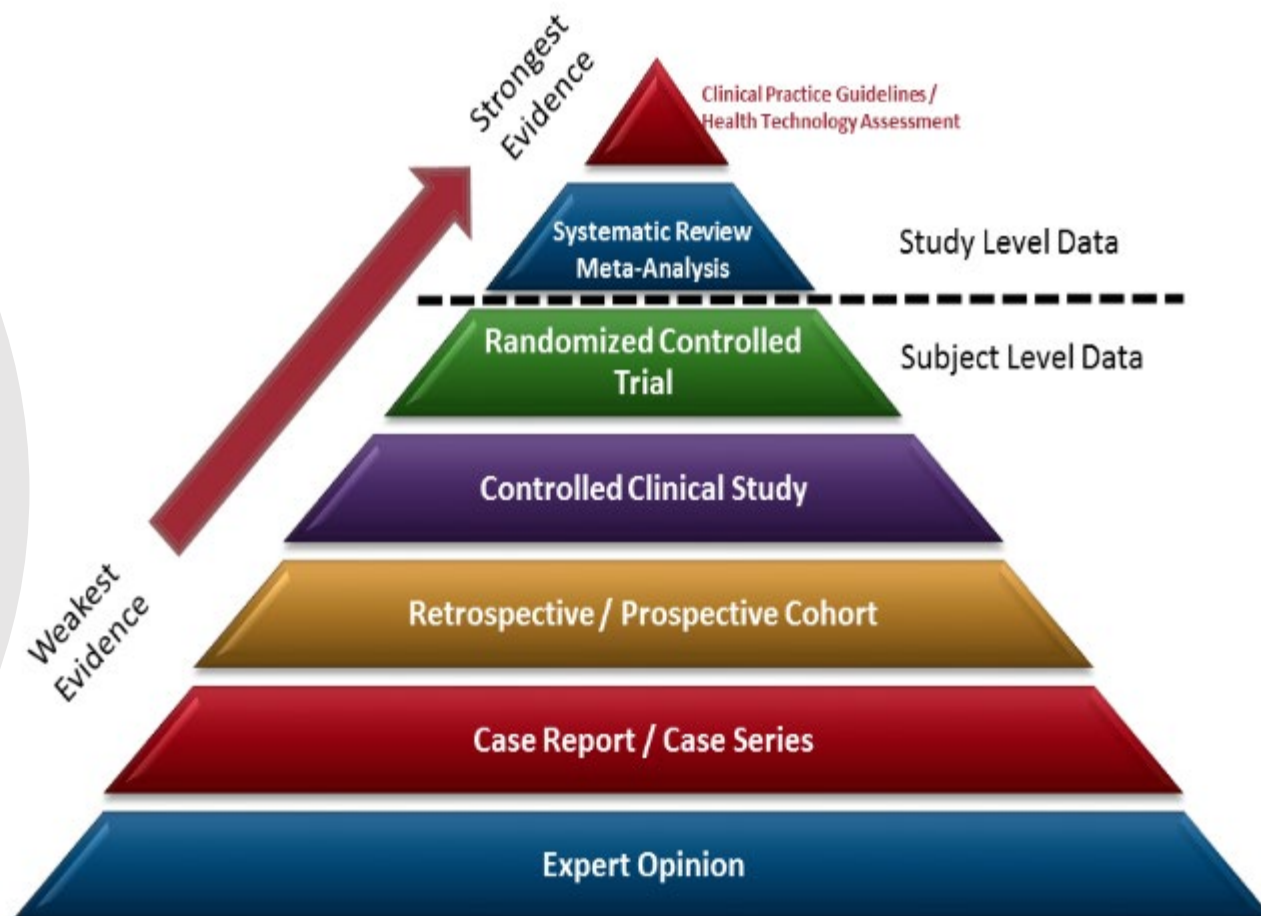 Strongest
Evidence
Clinical Practice Guidelines /
Health Technology Assessment
Systematic Review
Meta-Analysis
Study Level Data
Randomized Controlled
Trial
Subject Level Data
Controlled Clinical Study
Retrospective / Prospective Cohort
Weakest
Evidence
Case Report / Case Series
Expert Opinion